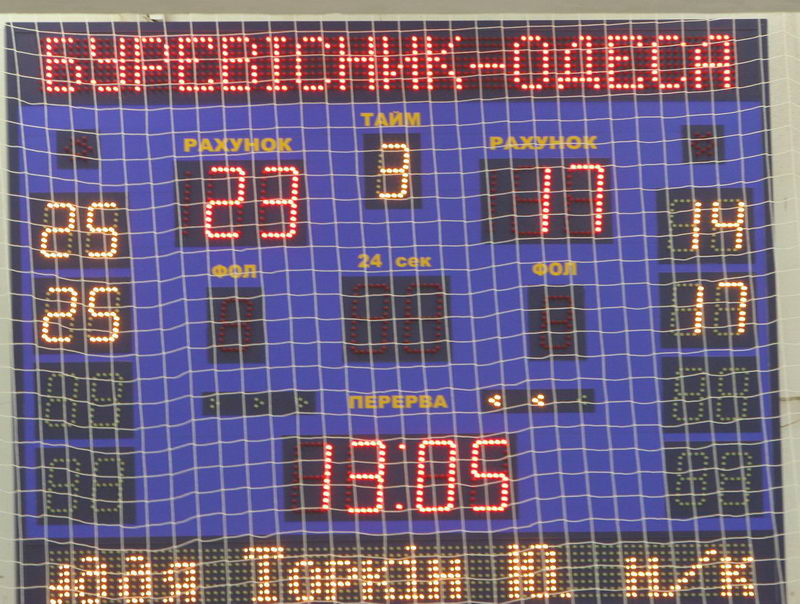 БУРЕВІСНИК-ОДЕСА
ТАЙМ
РАХУНОК 3 РАХУНОК
23 17
25 14
ФОЛ 24 сек ФОЛ
25 17
ПЕРЕРВА
13:05
Торкін Ю. н/к